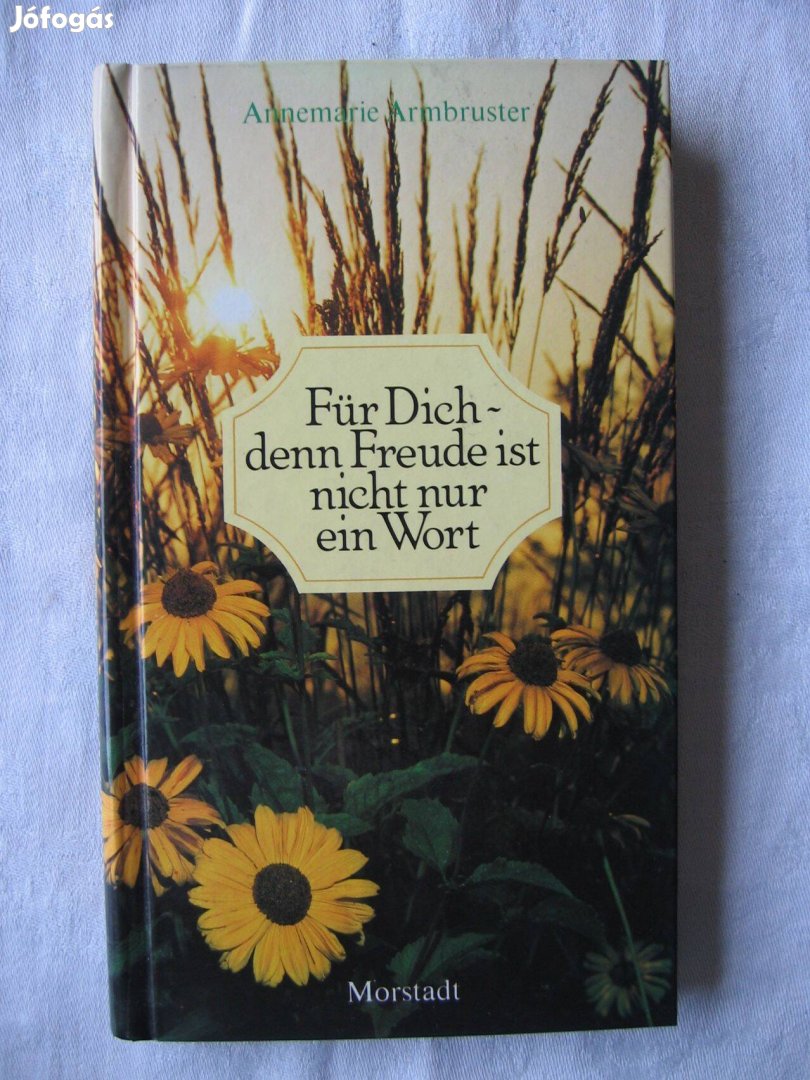 Jófogás
Annemarie Armbruster
Für Dich -
denn Freude ist
nicht nur
ein Wort
Morstadt